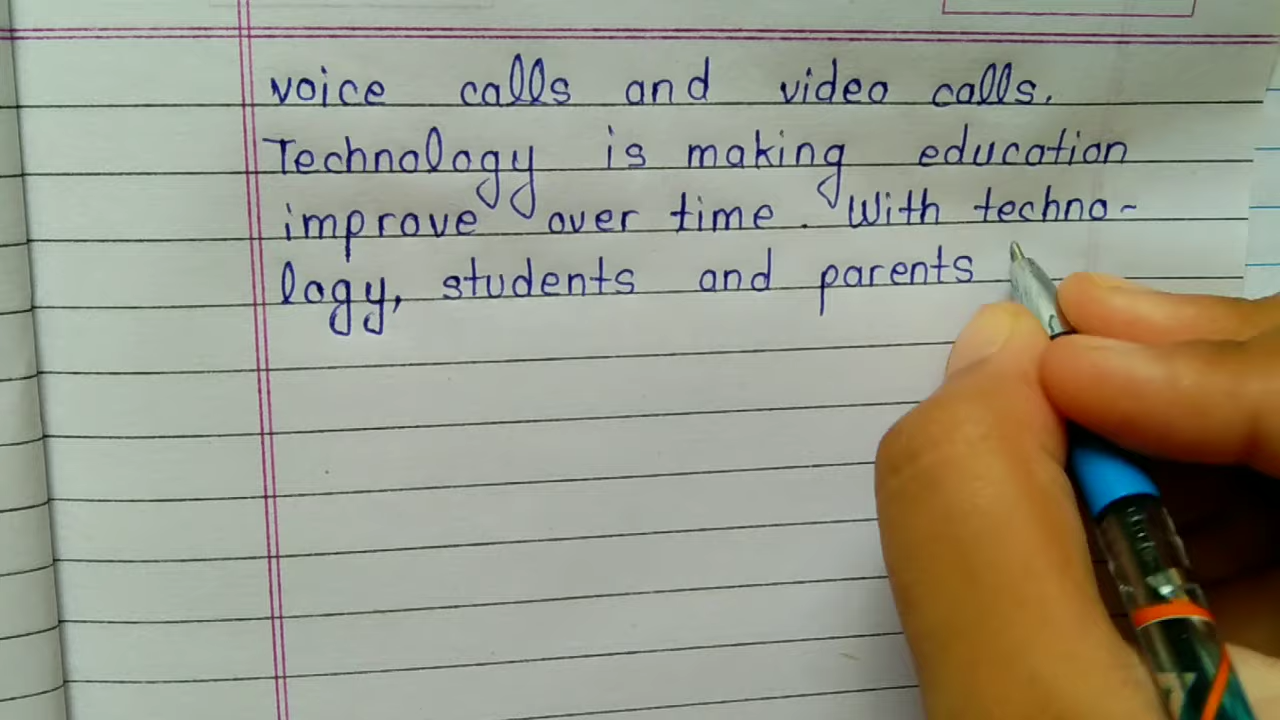 voice calls and video calls.
Technology is making education
improve over time. With techno-
logy, students and parents